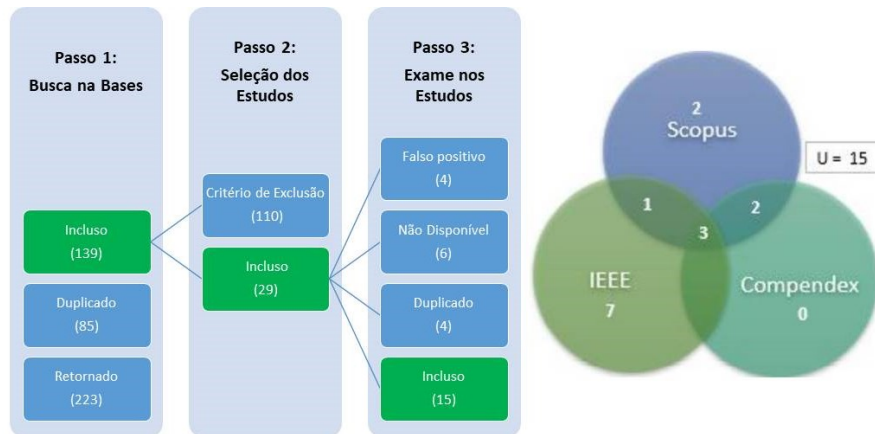 Passo 1:
Busca na Bases
Incluso
(139)
Duplicado
(85)
Retornado
(223)
Passo 2:
Seleção dos
Estudos
Critério de Exclusão
(110)
Incluso
(29)
Passo 3:
Exame nos
Estudos
Falso positivo
(4)
Não Disponível
(6)
Duplicado
(4)
Incluso
(15)
2
Scopus
U = 15
1
2
3
IEEE
7
Compendex
0